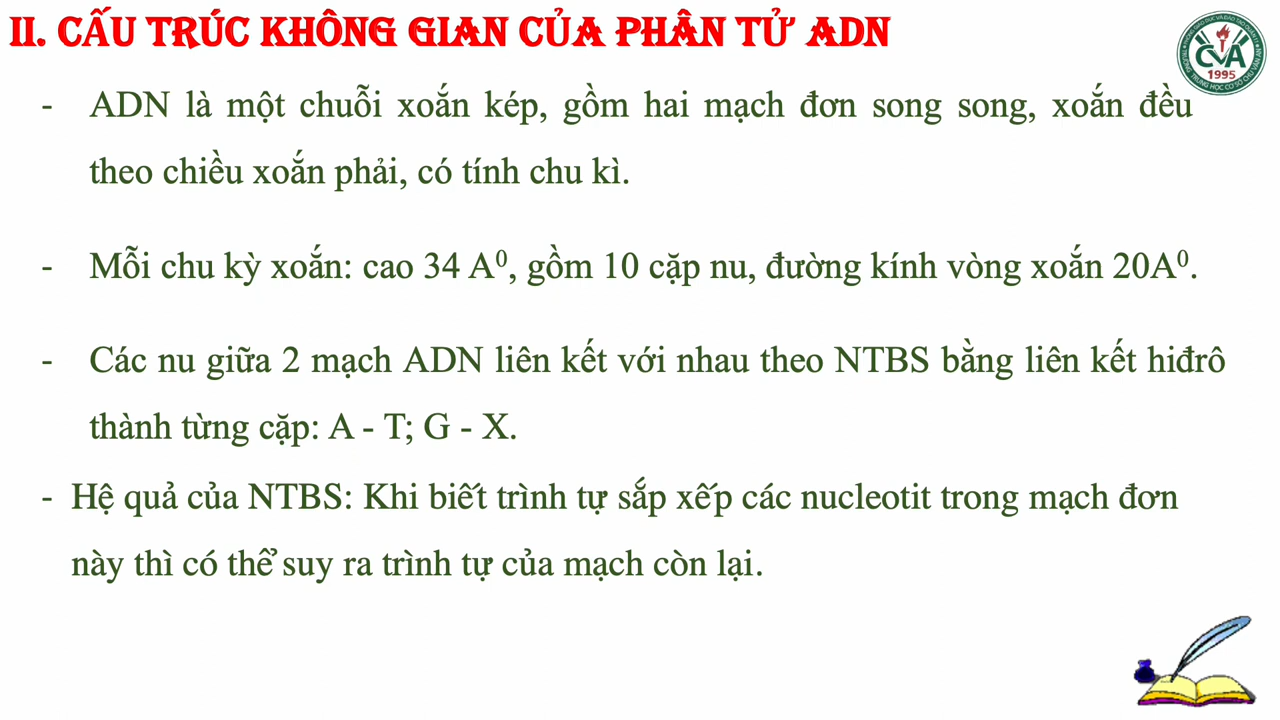 II. CẤU TRÚC KHÔNG GIAN CỦA PHÂN TỬ ADN
- ADN là một chuỗi xoắn kép, gồm hai mạch đơn song song, xoắn đều
theo chiều xoắn phải, có tính chu kì.
- Mỗi chu kỳ xoắn: cao 34 A⁰, gồm 10 cặp nu, đường kính vòng xoắn 20A⁰.
- Các nu giữa 2 mạch ADN liên kết với nhau theo NTBS bằng liên kết hiđrô
thành từng cặp: A - T; G - X.
- Hệ quả của NTBS: Khi biết trình tự sắp xếp các nucleotit trong mạch đơn
này thì có thể suy ra trình tự của mạch còn lại.
CVA
1995